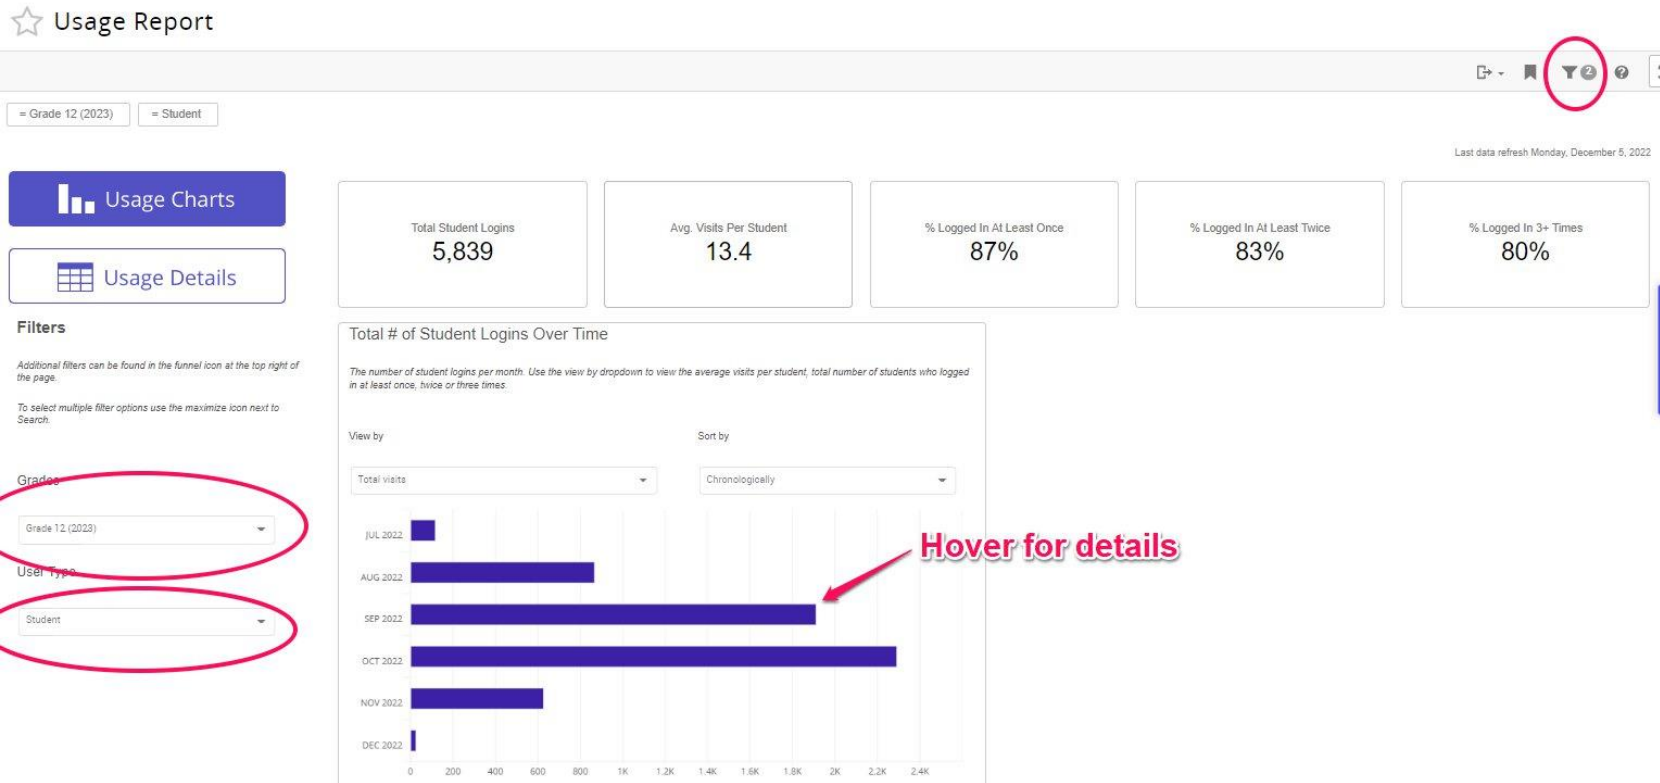 Usage Report
2
= Grade 12 (2023)
= Student
Last data refresh Monday, December 5, 2022
Usage Charts
Usage Details
Total Student Logins
5,839
Avg. Visits Per Student
13.4
% Logged In At Least Once
87%
% Logged In At Least Twice
83%
% Logged In 3+ Times
80%
Filters
Additional filters can be found in the funnel icon at the top right of
the page.
To select multiple filter options use the maximize icon next to
Search.
Grades
Grade 12 (2023)
User Type
Student
Total # of Student Logins Over Time
The number of student logins per month. Use the view by dropdown to view the average visits per student, total number of students who logged
in at least once, twice or three times.
View by
Sort by
Total visits
Chronologically
JUL 2022
AUG 2022
SEP 2022
OCT 2022
NOV 2022
DEC 2022
0 200 400 600 800 1K 1.2K 1.4K 1.6K 1.8K 2K 2.2K 2.4K
Hover for details